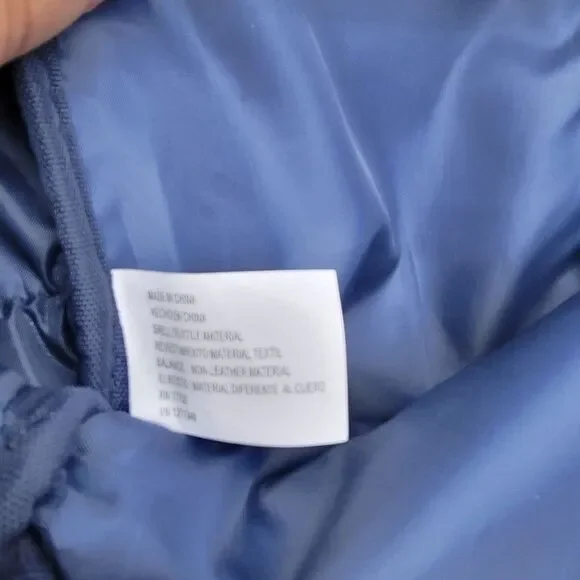 MADE IN CHINA
HECHO EN CHINA
SHELL:TEXTILE MATERIAL
REVESTIMIENTO:MATERIAL TEXTIL
BALANCE: NON-LEATHER MATERIAL
EL RESTO: MATERIAL DIFERENTE AL CUERO